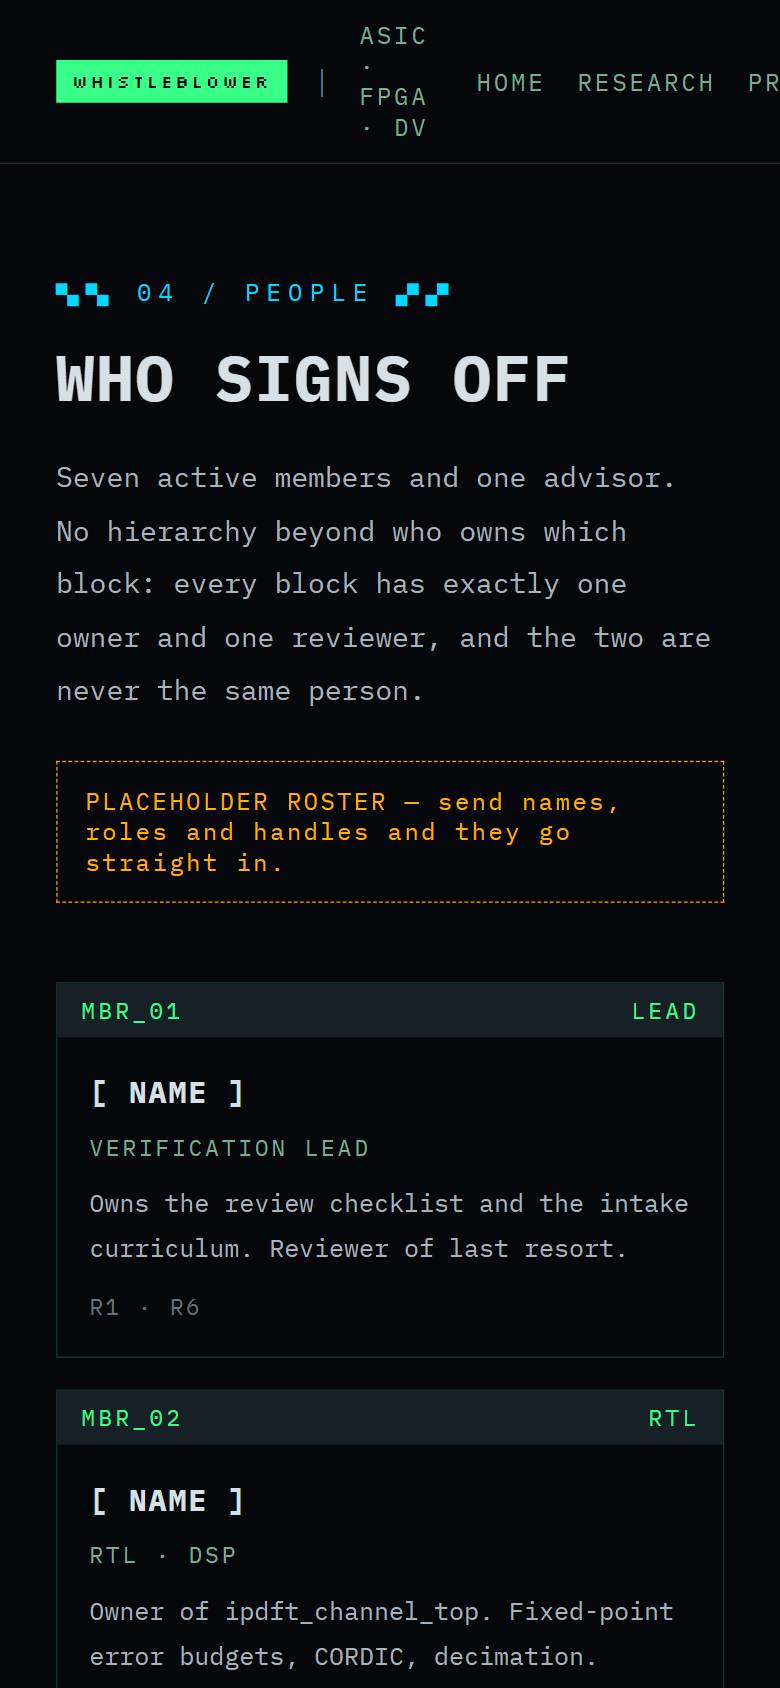 WHISTLEBLOWER
ASIC
·
FPGA
· DV
HOME RESEARCH PR
04 / PEOPLE
WHO SIGNS OFF
Seven active members and one advisor.
No hierarchy beyond who owns which
block: every block has exactly one
owner and one reviewer, and the two are
never the same person.
PLACEHOLDER ROSTER — send names,
roles and handles and they go
straight in.
MBR_01 LEAD
[ NAME ]
VERIFICATION LEAD
Owns the review checklist and the intake
curriculum. Reviewer of last resort.
R1 · R6
MBR_02 RTL
[ NAME ]
RTL · DSP
Owner of ipdft_channel_top. Fixed-point
error budgets, CORDIC, decimation.